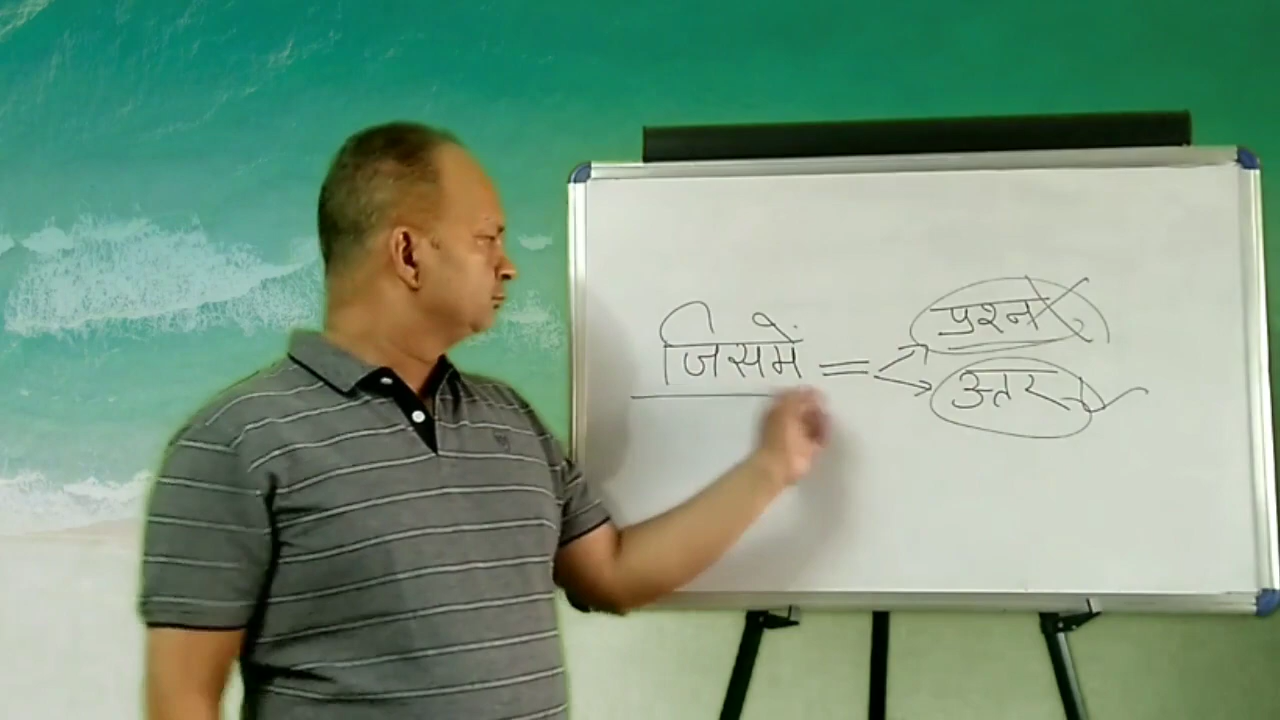 प्रश्न
जिसमें =
उत्तर